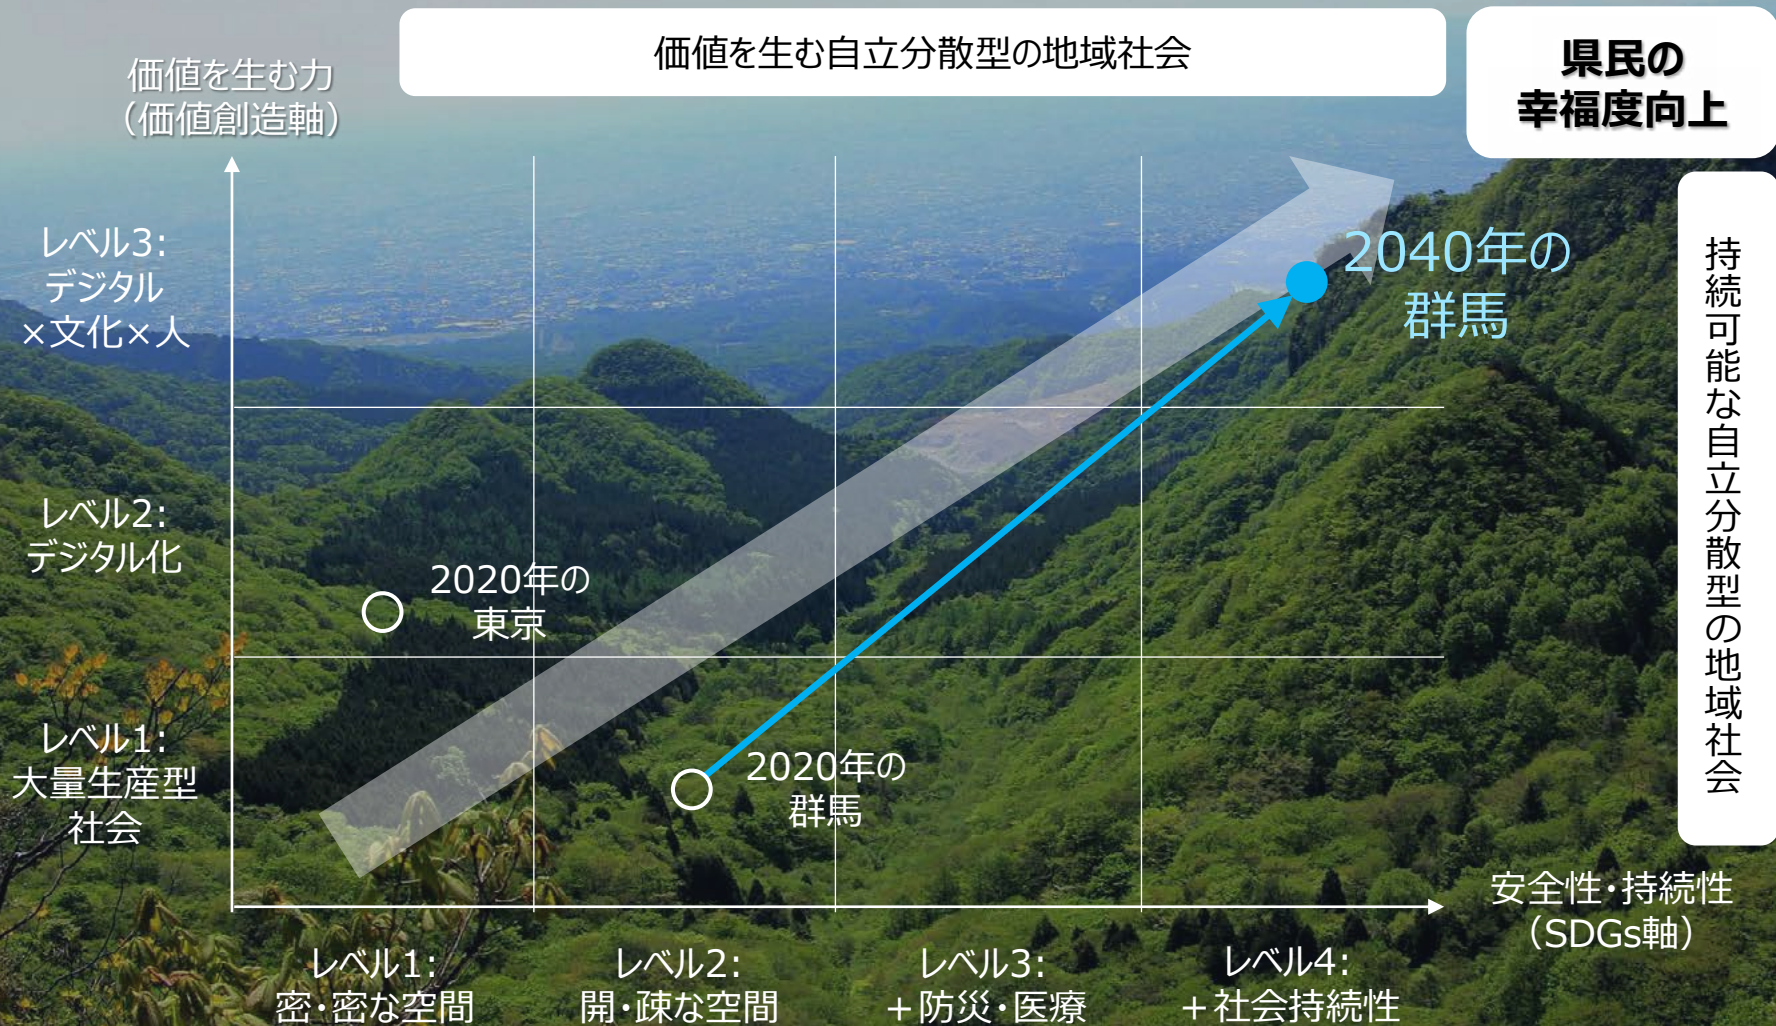 価値を生む自立分散型の地域社会
県民の
幸福度向上
価値を生む力
（価値創造軸）
レベル3:
デジタル
×文化×人
2040年の
群馬
持続可能な自立分散型の地域社会
レベル2:
デジタル化
2020年の
東京
レベル1:
大量生産型
社会
2020年の
群馬
安全性・持続性
（SDGs軸）
レベル1:
密・密な空間
レベル2:
開・疎な空間
レベル3:
＋防災・医療
レベル4:
＋社会持続性